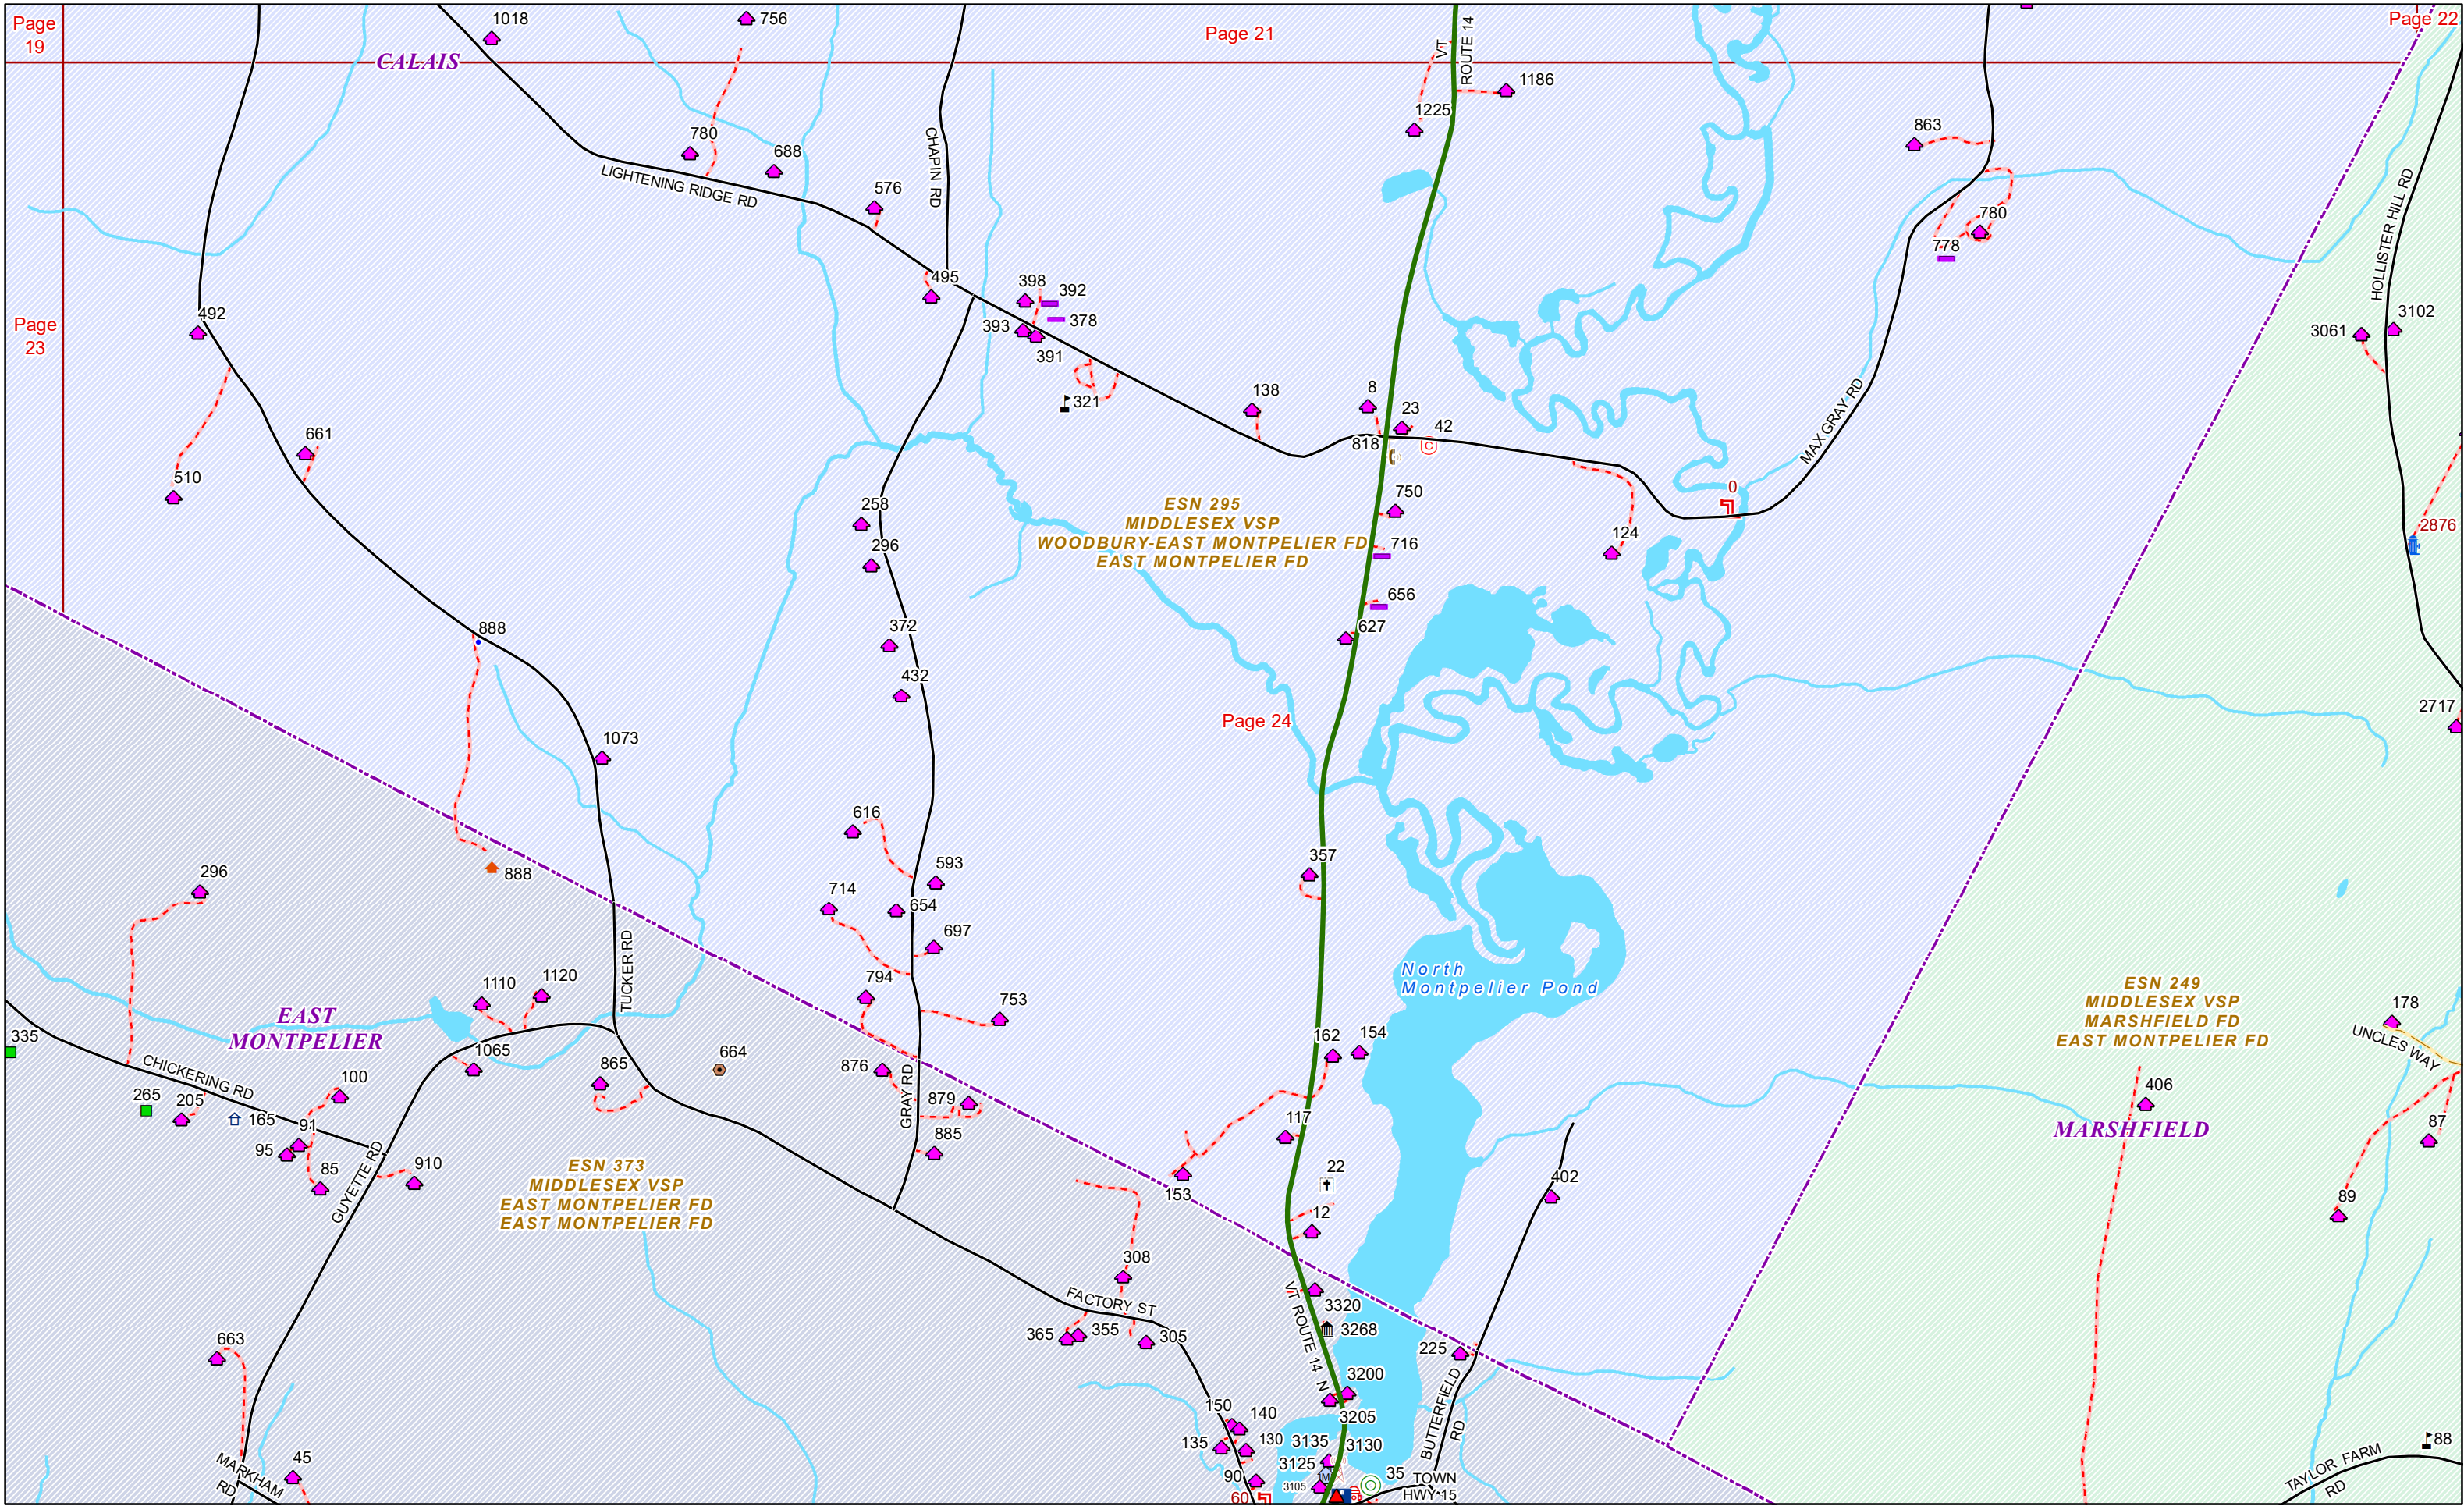 Page
19
1018
756
Page 21
VT
ROUTE 14
Page 22
CALAIS
1186
1225
780
688
CHAPIN RD
863
LIGHTENING RIDGE RD
576
HOLLISTER HILL RD
780
778
495
398
392
378
393
391
492
Page
23
3102
3061
321
138
8
23
42
818
MAX GRAY RD
661
510
258
296
ESN 295
MIDDLESEX VSP
WOODBURY-EAST MONTPELIER FD
EAST MONTPELIER FD
750
716
0
124
2876
656
627
888
372
432
Page 24
2717
1073
616
593
357
888
296
714
654
697
TUCKER RD
North
Montpelier Pond
794
753
1110
1120
EAST
MONTPELIER
ESN 249
MIDDLESEX VSP
MARSHFIELD FD
EAST MONTPELIER FD
178
UNCLES WAY
335
CHICKERING RD
1065
865
664
876
GRAY RD
879
162
154
100
265
205
165
91
95
85
910
885
117
406
MARSHFIELD
87
GUYETTE RD
ESN 373
MIDDLESEX VSP
EAST MONTPELIER FD
EAST MONTPELIER FD
153
22
12
402
89
308
FACTORY ST
365
355
305
VT ROUTE 14 N
3320
3268
225
663
3200
3205
BUTTERFIELD
RD
150
140
135
130
3135
3130
3125
3105
90
60
35
TOWN
HWY 15
45
MARKHAM
RD
88
TAYLOR FARM
RD
C
M